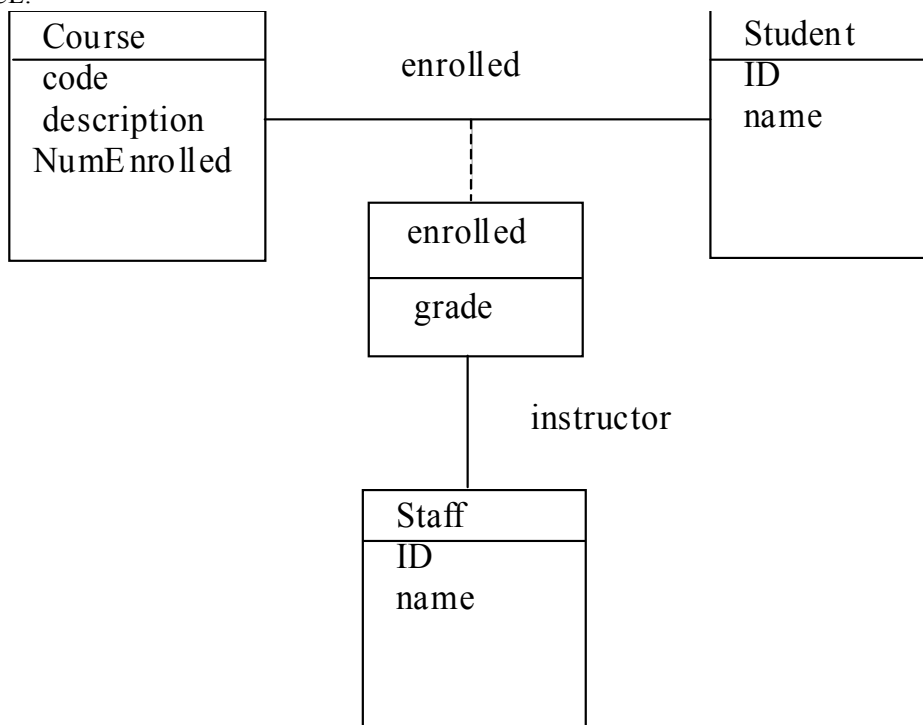 Course
code
description
NumEnrolled
enrolled
Student
ID
name
enrolled
grade
instructor
Staff
ID
name